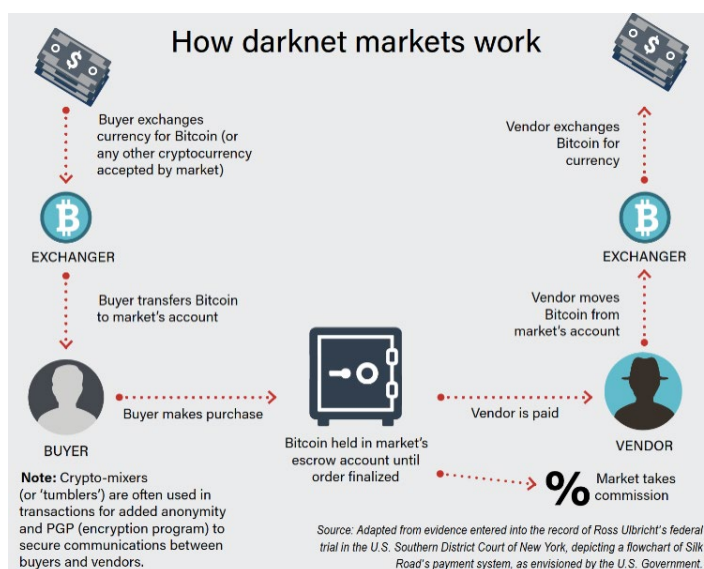 How darknet markets work
$
$
Buyer exchanges
currency for Bitcoin (or
any other cryptocurrency
accepted by market)
Vendor exchanges
Bitcoin for
currency
EXCHANGER
EXCHANGER
Buyer transfers Bitcoin
to market's account
Vendor moves
Bitcoin from
market's account
BUYER
Buyer makes purchase
Bitcoin held in market's
escrow account until
order finalized
Vendor is paid
VENDOR
% Market takes
commission
Note: Crypto-mixers
(or 'tumblers') are often used in
transactions for added anonymity
and PGP (encryption program) to
secure communications between
buyers and vendors.
Source: Adapted from evidence entered into the record of Ross Ulbricht's federal
trial in the U.S. Southern District Court of New York, depicting a flowchart of Silk
Road's payment system, as envisioned by the U.S. Government.